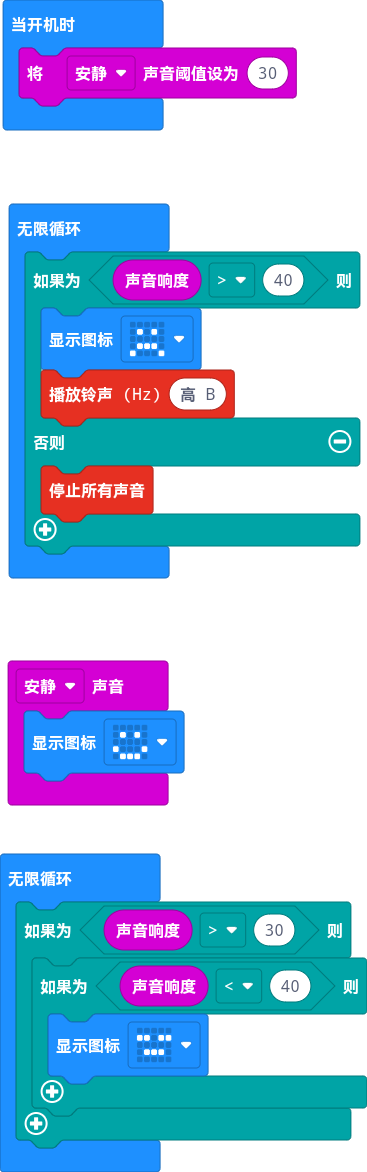 当开机时
将 安静 声音阈值设为 30
无限循环
如果为 声音响度 > 40 则
显示图标
播放铃声 (Hz) 高 B
否则
停止所有声音
安静 声音
显示图标
无限循环
如果为 声音响度 > 30 则
如果为 声音响度 < 40 则
显示图标